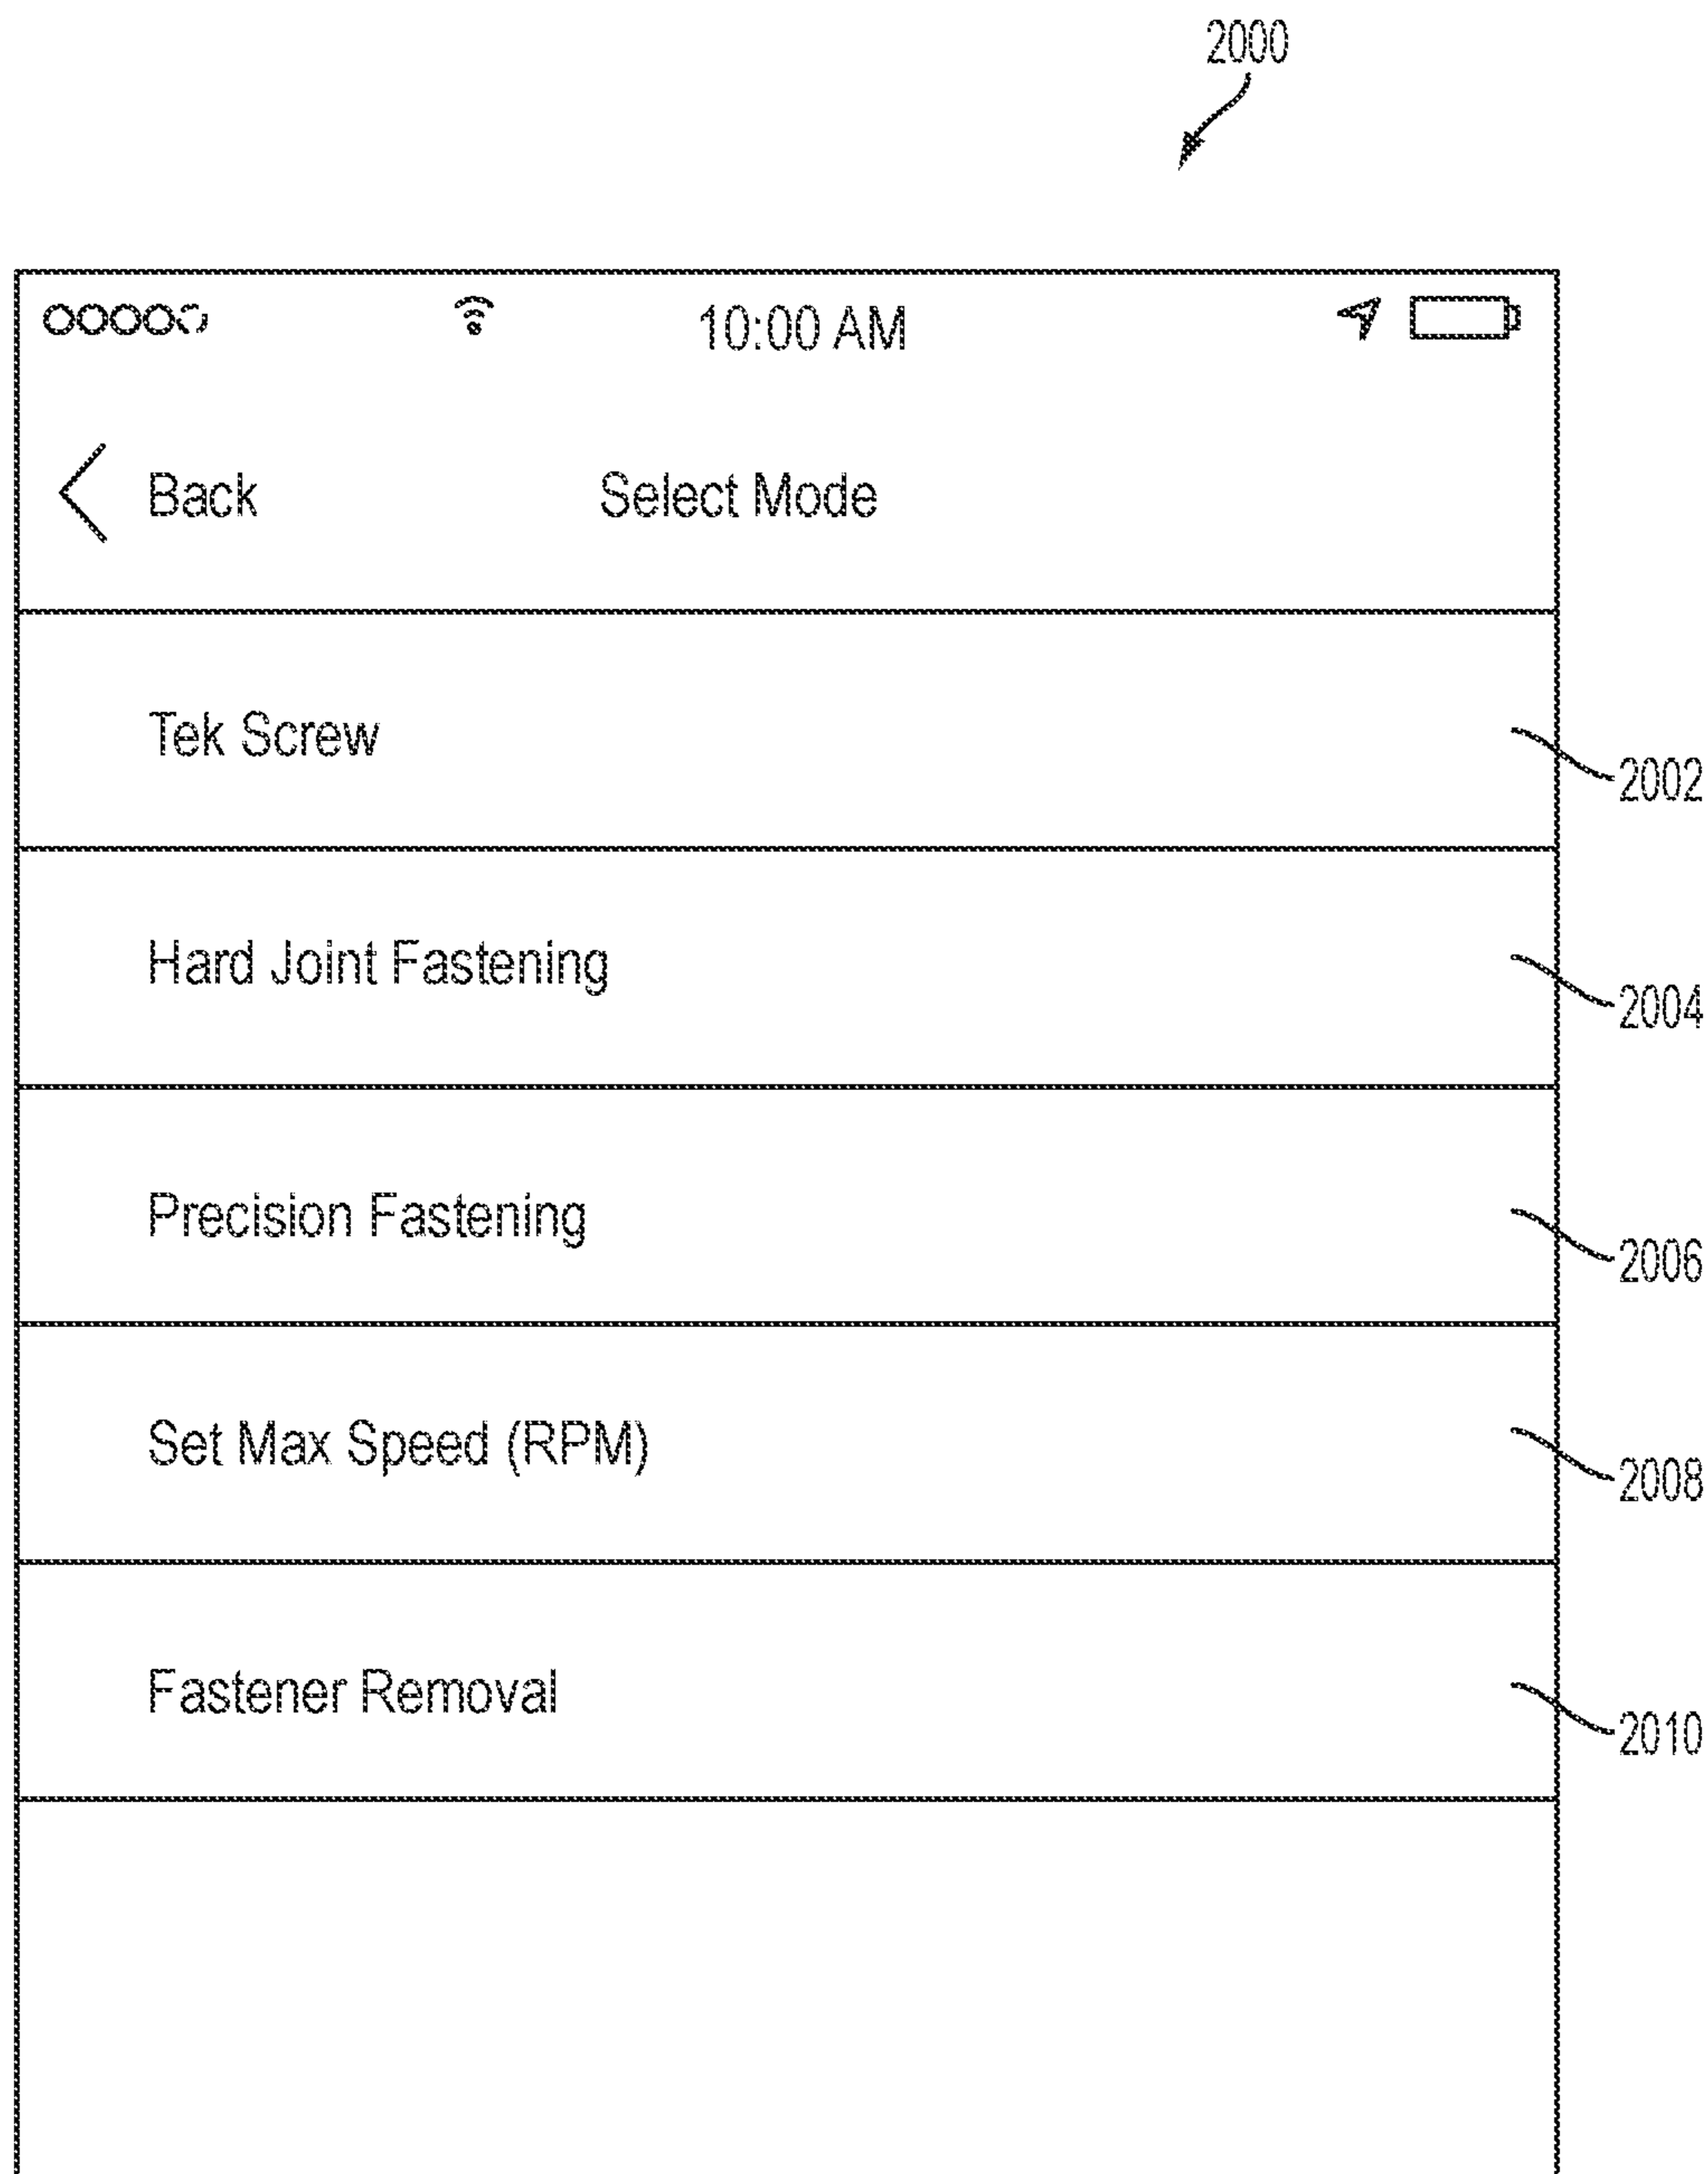 2000
10:00 AM
Back Select Mode
Tek Screw
2002
Hard Joint Fastening
2004
Precision Fastening
2006
Set Max Speed (RPM)
2008
Fastener Removal
2010